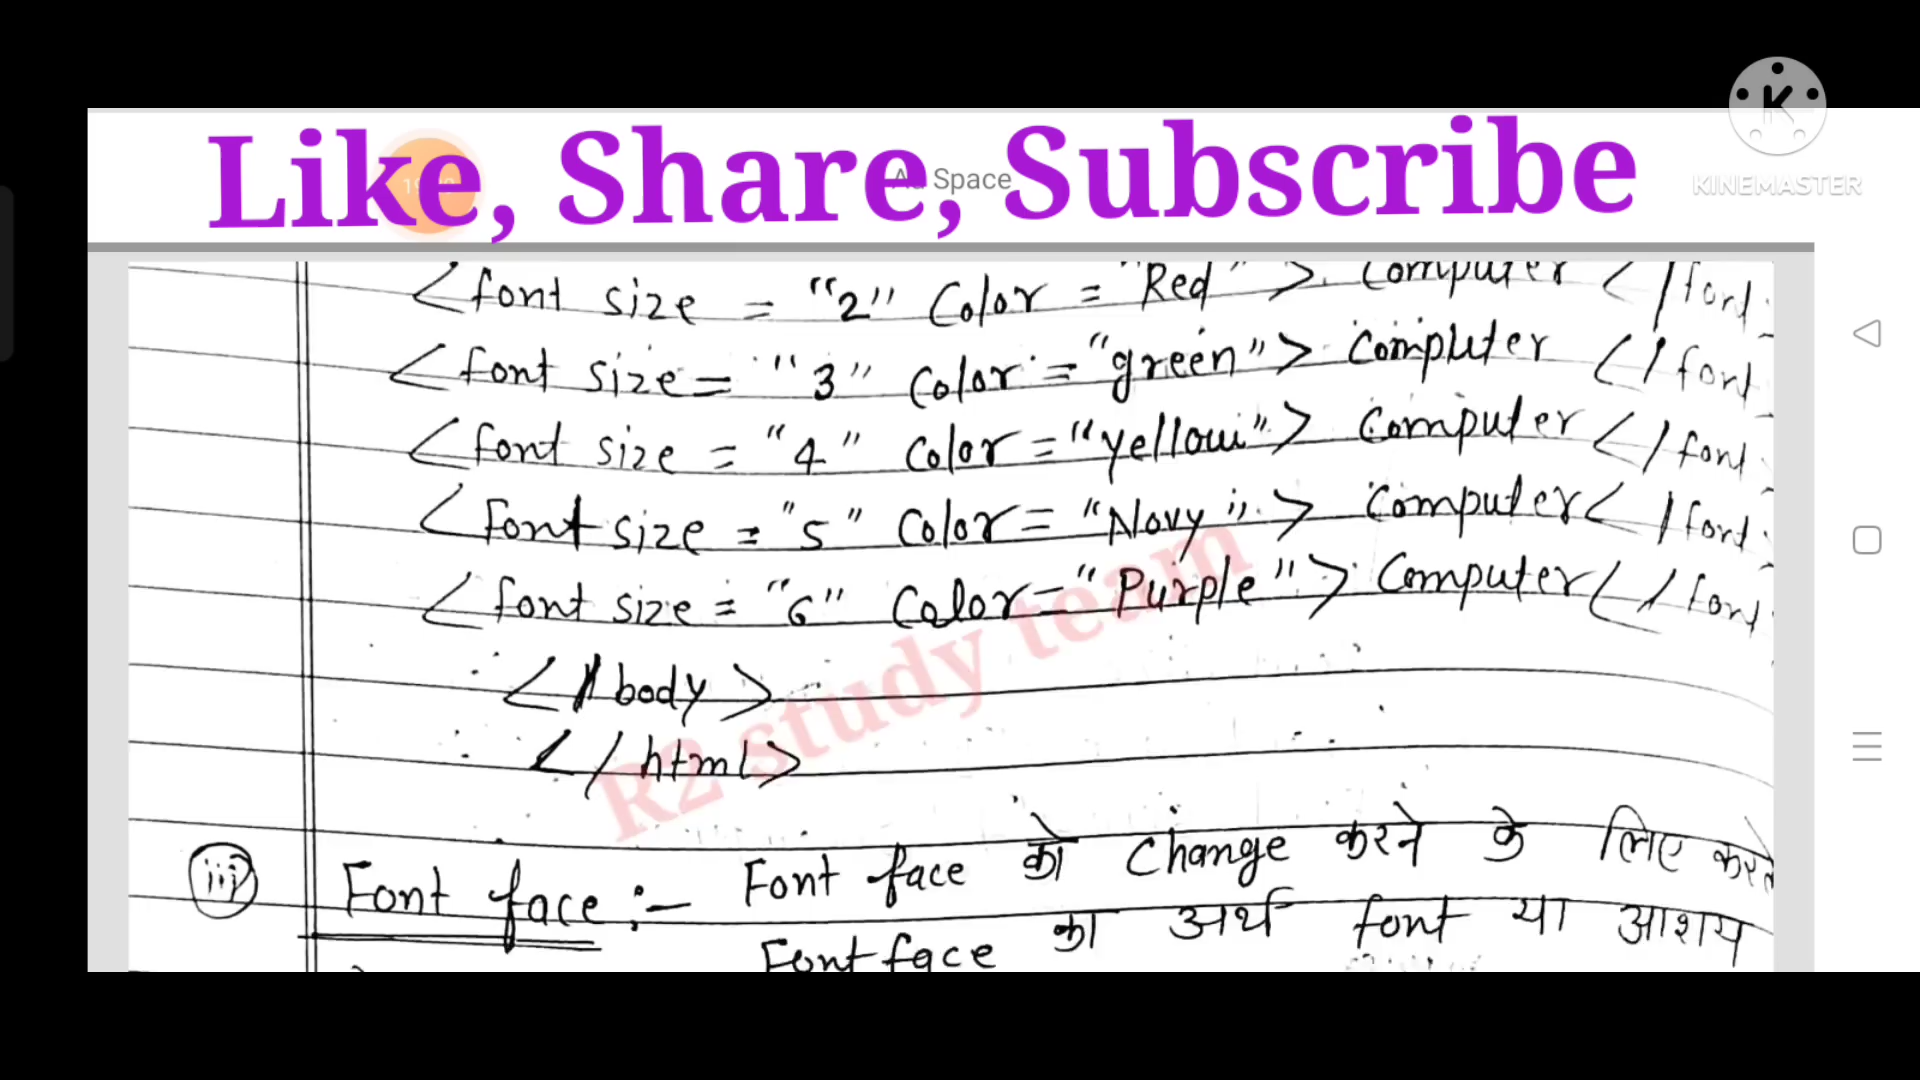 Like, Share, Subscribe
Space
KINEMASTER
<font size = "2" Color = "Red" > Computer </font
<font size = "3" Color = "green"> Computer </font
<font size = "4" Color = "yellow"> Computer </font
<Font size = "5" Color = "Navy"> Computer </font
<font size = "6" Color = "Purple"> Computer </font
</body>
</html>
R2 study team
iii Font face :- Font face को Change करने के लिए करते
Font face का अर्थ font या आशय